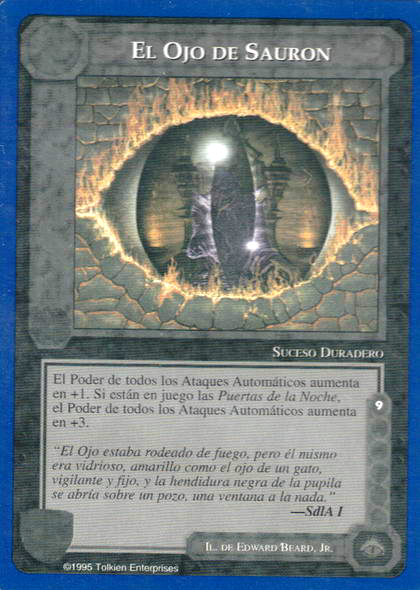 El Ojo de Sauron
Suceso Duradero
El Poder de todos los Ataques Automáticos aumenta
en +1. Si están en juego las Puertas de la Noche,
el Poder de todos los Ataques Automáticos aumenta
en +3.
9
“El Ojo estaba rodeado de fuego, pero él mismo
era vidrioso, amarillo como el ojo de un gato,
vigilante y fijo, y la hendidura negra de la pupila
se abría sobre un pozo, una ventana a la nada.”
—SdlA I
Il. de Edward Beard, Jr.
©1995 Tolkien Enterprises